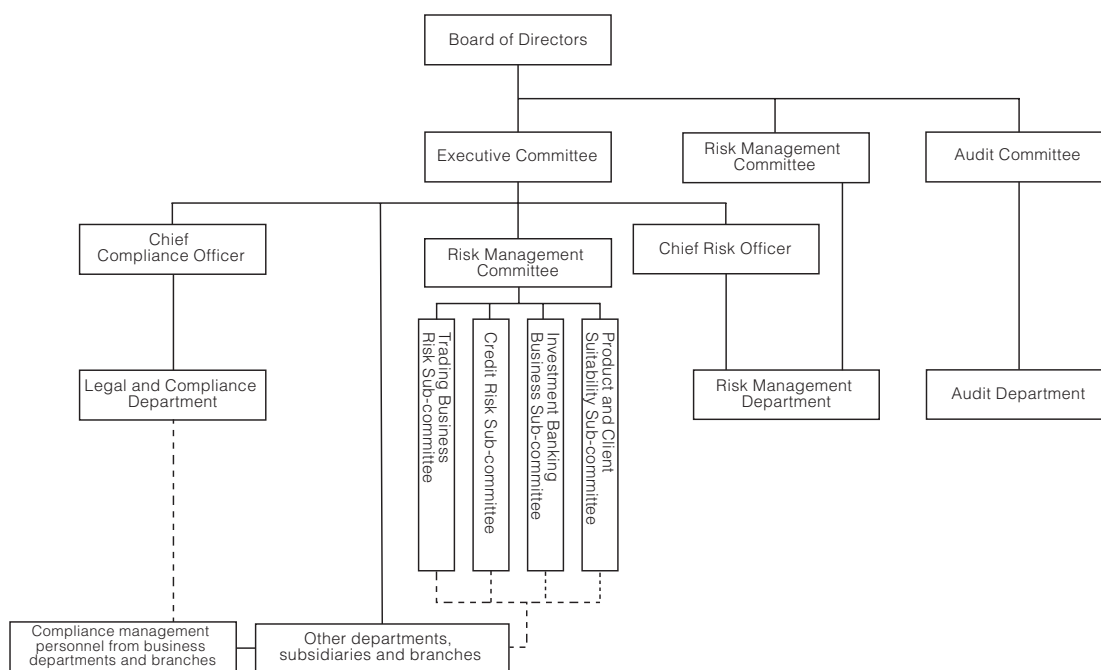 Board of Directors
Executive Committee
Risk Management
Committee
Audit Committee
Chief
Compliance Officer
Risk Management
Committee
Chief Risk Officer
Trading Business
Risk Sub-committee
Credit Risk Sub-committee
Investment Banking
Business Sub-committee
Product and Client
Suitability Sub-committee
Legal and Compliance
Department
Risk Management
Department
Audit Department
Compliance management
personnel from business
departments and branches
Other departments,
subsidiaries and branches